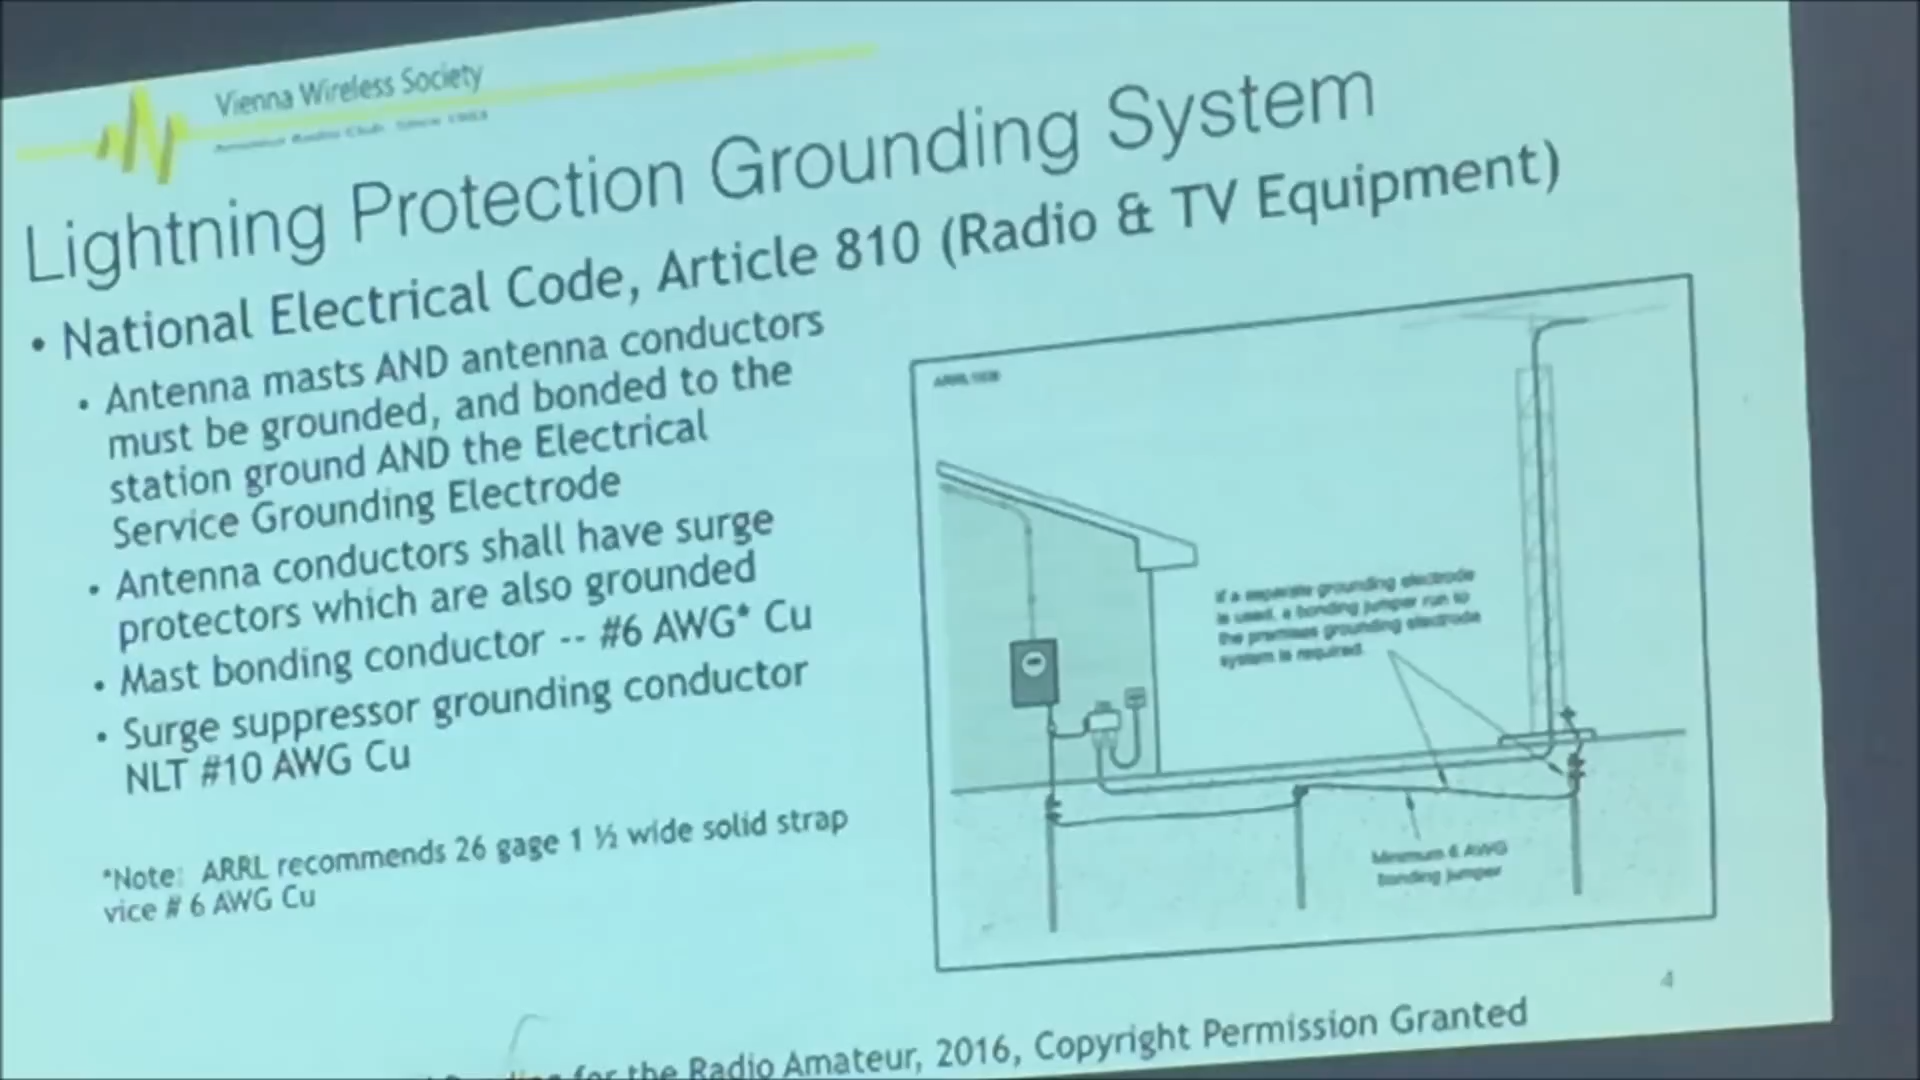 Vienna Wireless Society
Amateur Radio Club, Since 1963
Lightning Protection Grounding System
• National Electrical Code, Article 810 (Radio & TV Equipment)
• Antenna masts AND antenna conductors
must be grounded, and bonded to the
station ground AND the Electrical
Service Grounding Electrode
• Antenna conductors shall have surge
protectors which are also grounded
• Mast bonding conductor -- #6 AWG* Cu
• Surge suppressor grounding conductor
NLT #10 AWG Cu
*Note: ARRL recommends 26 gage 1 ½ wide solid strap
vice # 6 AWG Cu
If a separate grounding electrode
is used, a bonding jumper run to
the premises grounding electrode
system is required.
Minimum 6 AWG
bonding jumper
4
for the Radio Amateur, 2016, Copyright Permission Granted